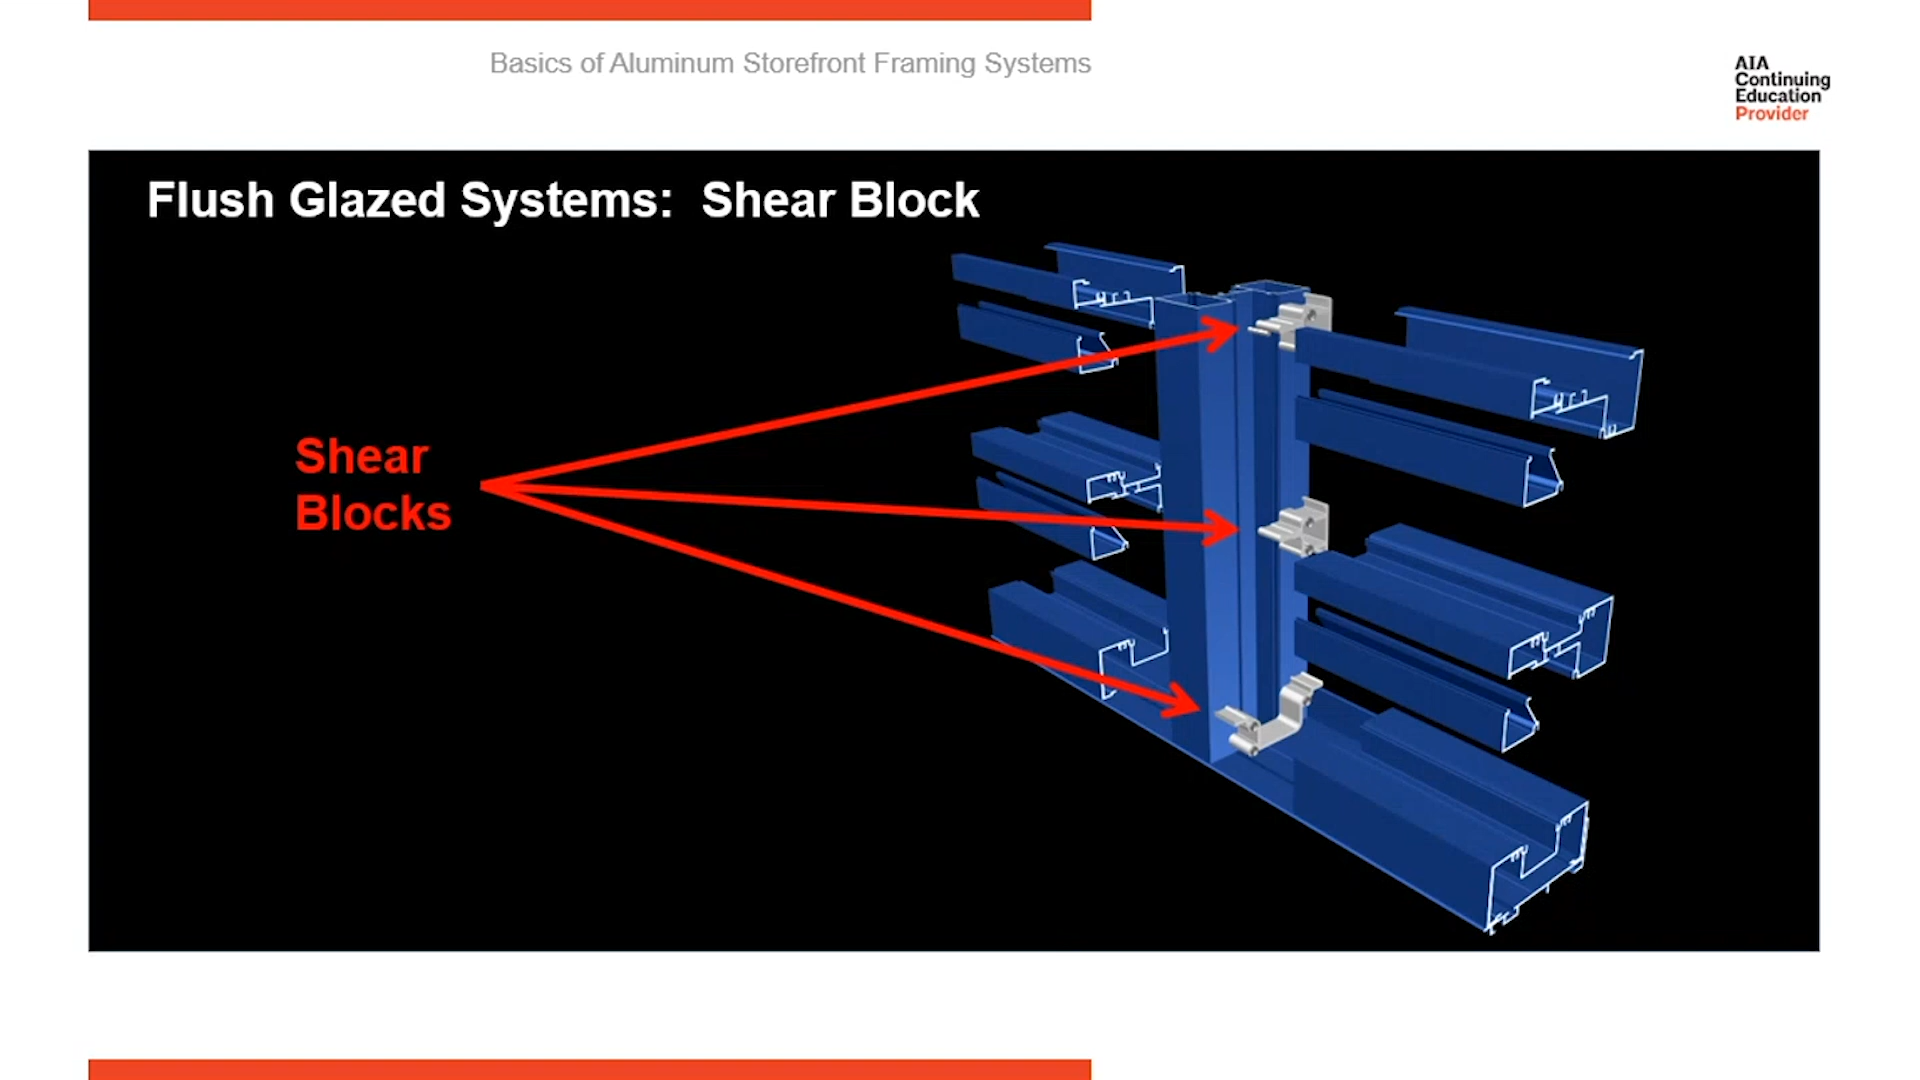 Basics of Aluminum Storefront Framing Systems
AIA
Continuing
Education
Provider
Flush Glazed Systems: Shear Block
Shear
Blocks